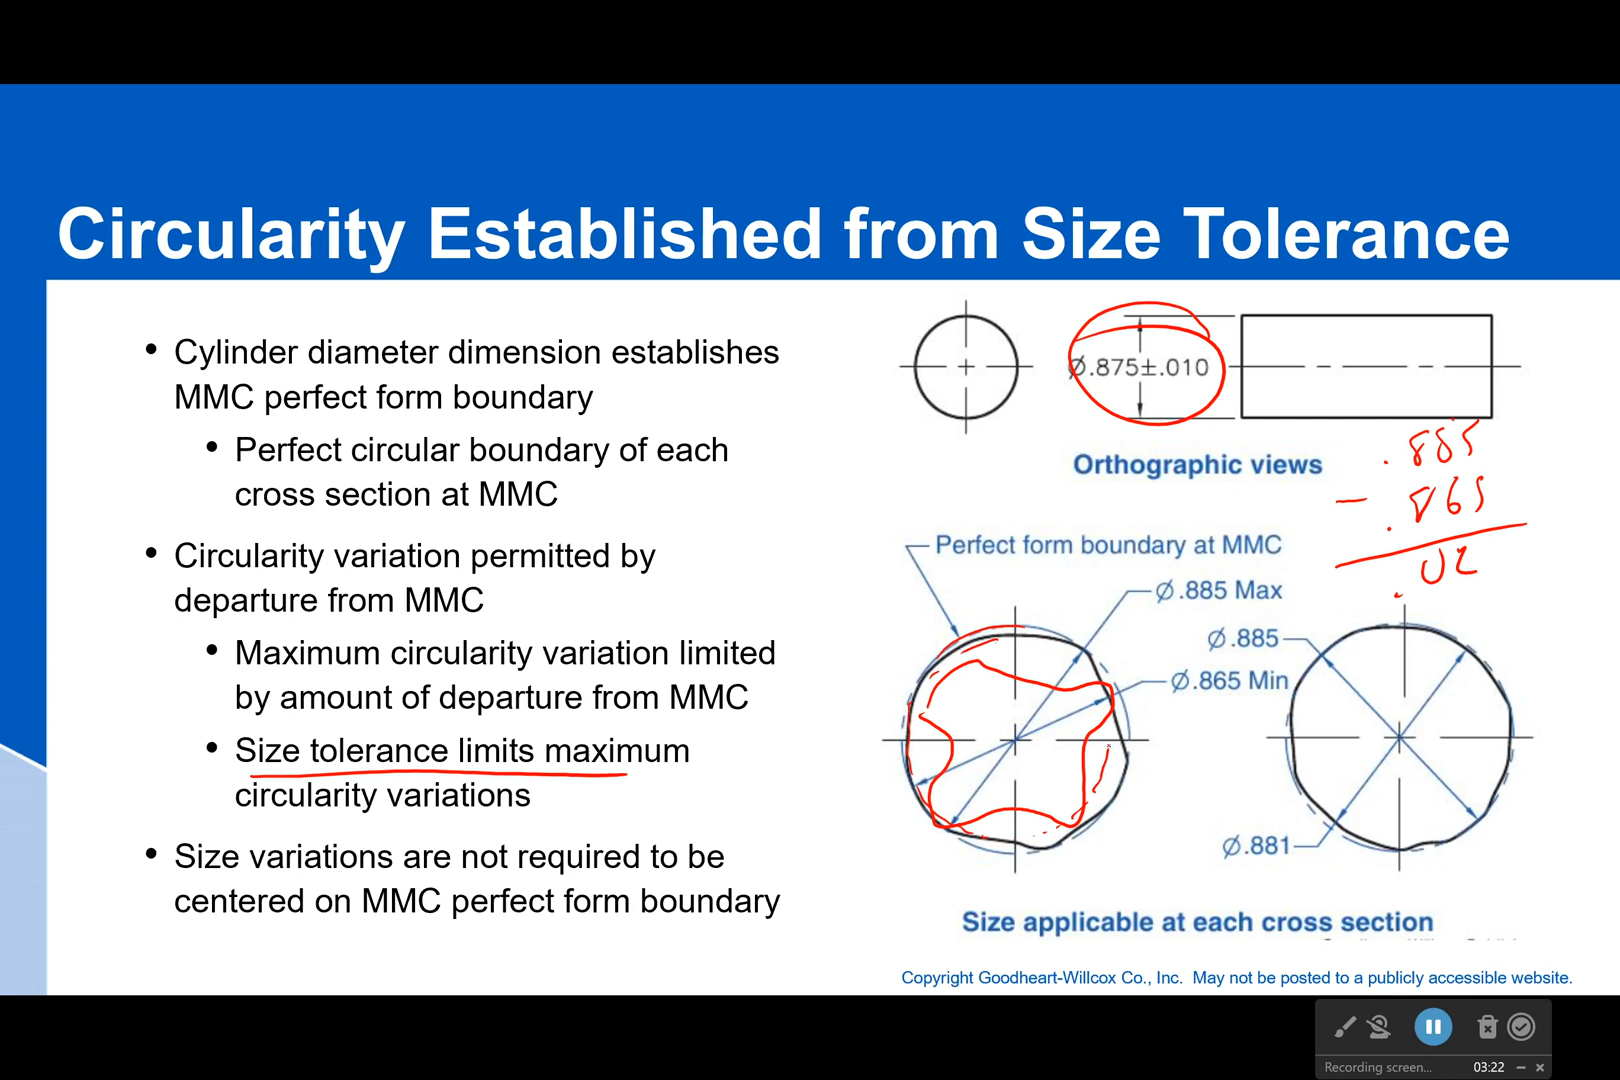 Circularity Established from Size Tolerance
• Cylinder diameter dimension establishes
MMC perfect form boundary
• Perfect circular boundary of each
cross section at MMC
• Circularity variation permitted by
departure from MMC
• Maximum circularity variation limited
by amount of departure from MMC
• Size tolerance limits maximum
circularity variations
• Size variations are not required to be
centered on MMC perfect form boundary
Ø.875±.010
Orthographic views
.885
- .865
.02
Perfect form boundary at MMC
Ø.885 Max
Ø.865 Min
Ø.885
Ø.881
Size applicable at each cross section
Copyright Goodheart-Willcox Co., Inc. May not be posted to a publicly accessible website.
Recording screen... 03:22